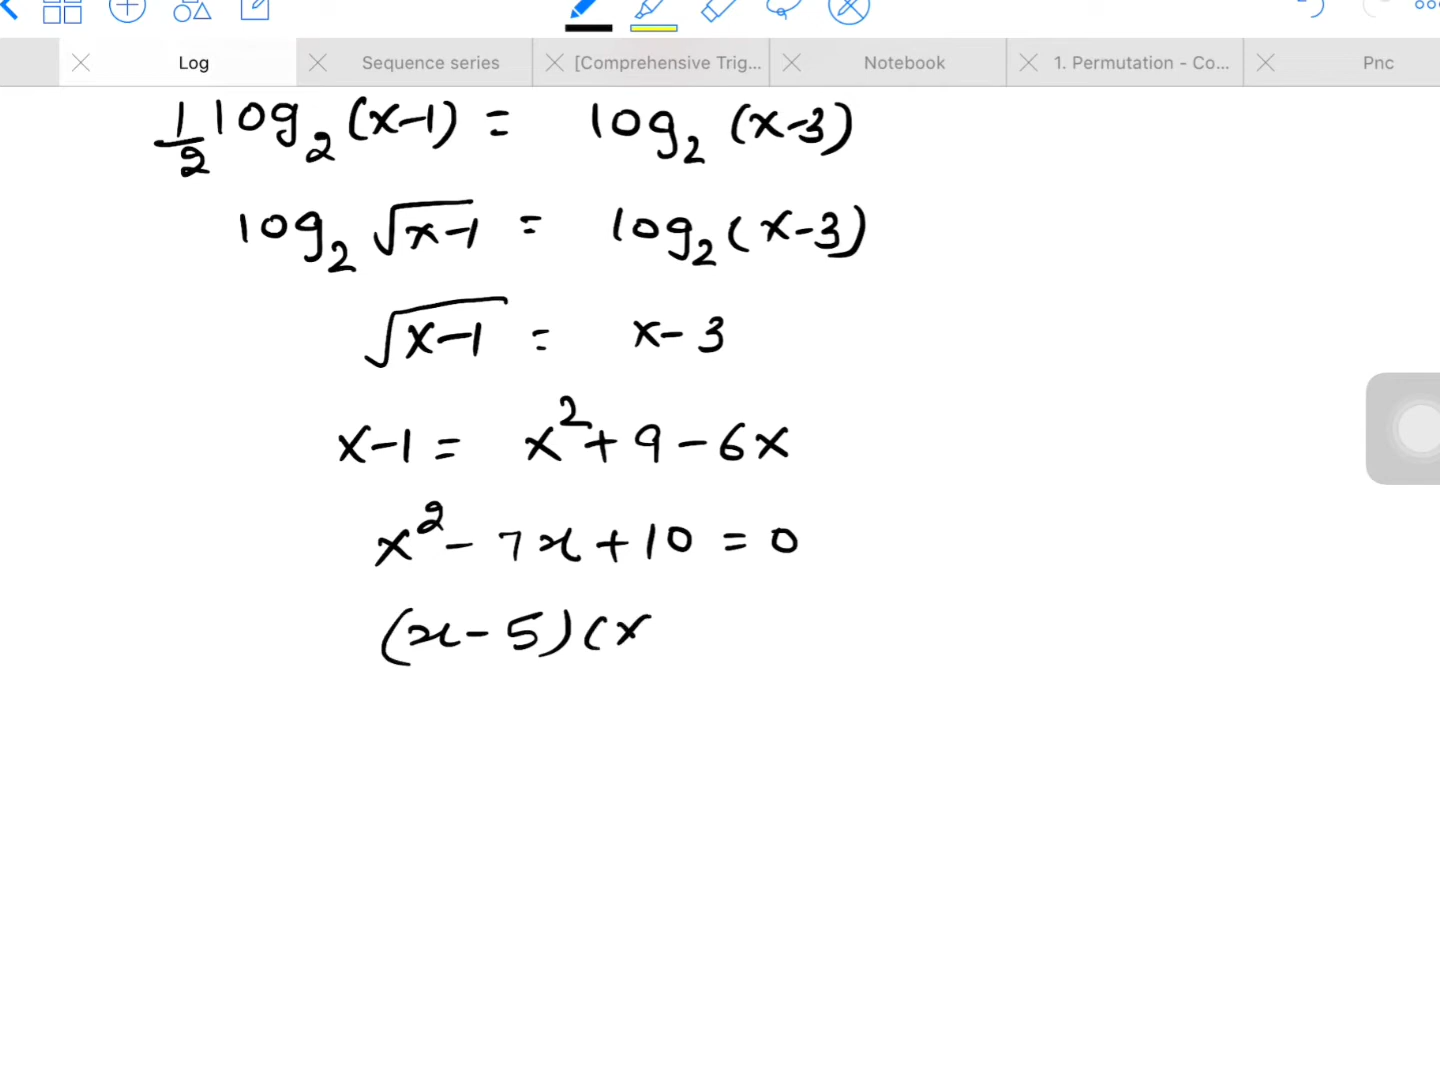 Log Sequence series [Comprehensive Trig... Notebook 1. Permutation - Co... Pnc
1/2 log₂ (x-1) = log₂ (x-3)
log₂ √(x-1) = log₂ (x-3)
√(x-1) = x-3
x-1 = x² + 9 - 6x
x² - 7x + 10 = 0
(x-5)(x